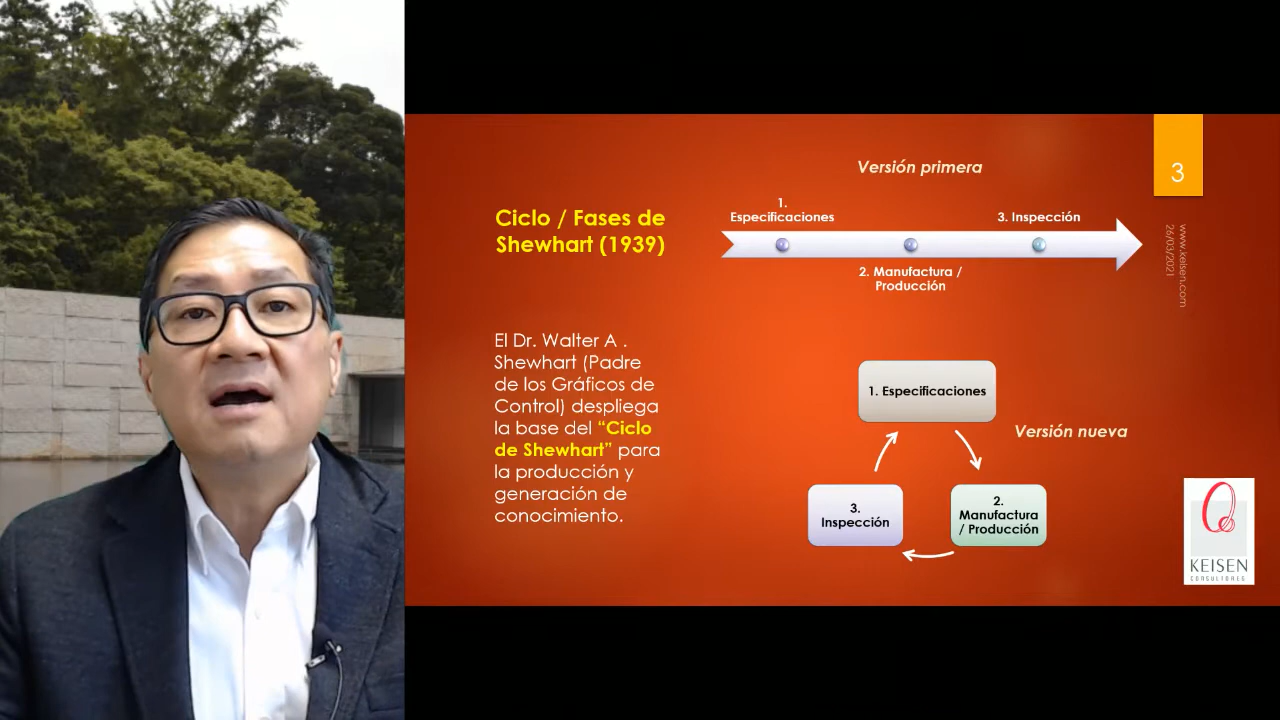 Versión primera
3
Ciclo / Fases de
Shewhart (1939)
1.
Especificaciones
3. Inspección
2. Manufactura /
Producción
www.keisen.com
26/03/2021
El Dr. Walter A .
Shewhart (Padre
de los Gráficos de
Control) despliega
la base del “Ciclo
de Shewhart” para
la producción y
generación de
conocimiento.
1. Especificaciones
Versión nueva
3.
Inspección
2.
Manufactura
/ Producción
KEISEN
CONSULTORES